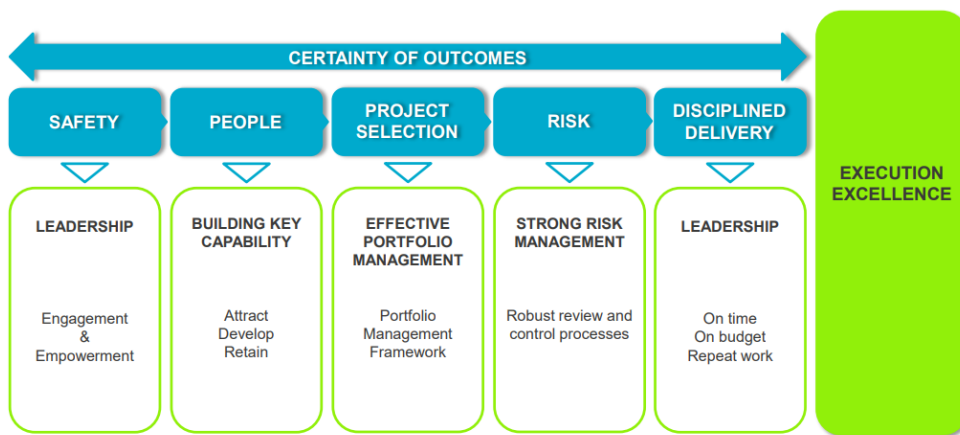 CERTAINTY OF OUTCOMES
SAFETY
PEOPLE
PROJECT
SELECTION
RISK
DISCIPLINED
DELIVERY
EXECUTION
EXCELLENCE
LEADERSHIP
Engagement
&
Empowerment
BUILDING KEY
CAPABILITY
Attract
Develop
Retain
EFFECTIVE
PORTFOLIO
MANAGEMENT
Portfolio
Management
Framework
STRONG RISK
MANAGEMENT
Robust review and
control processes
LEADERSHIP
On time
On budget
Repeat work